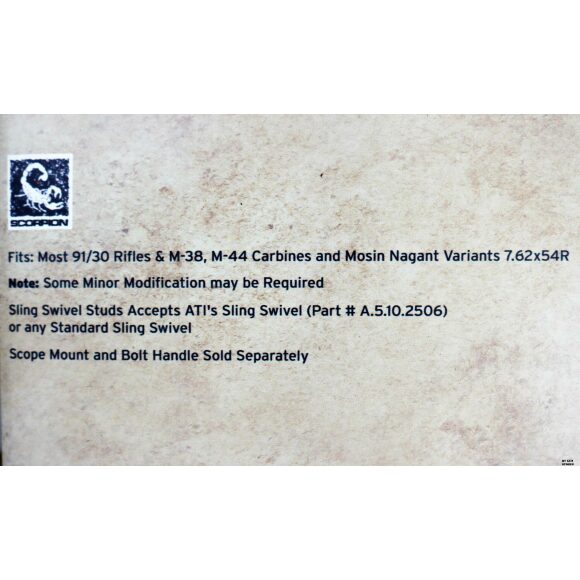 SCORPION
Fits: Most 91/30 Rifles & M-38, M-44 Carbines and Mosin Nagant Variants 7.62x54R
Note: Some Minor Modification may be Required
Sling Swivel Studs Accepts ATI's Sling Swivel (Part # A.5.10.2506)
or any Standard Sling Swivel
Scope Mount and Bolt Handle Sold Separately